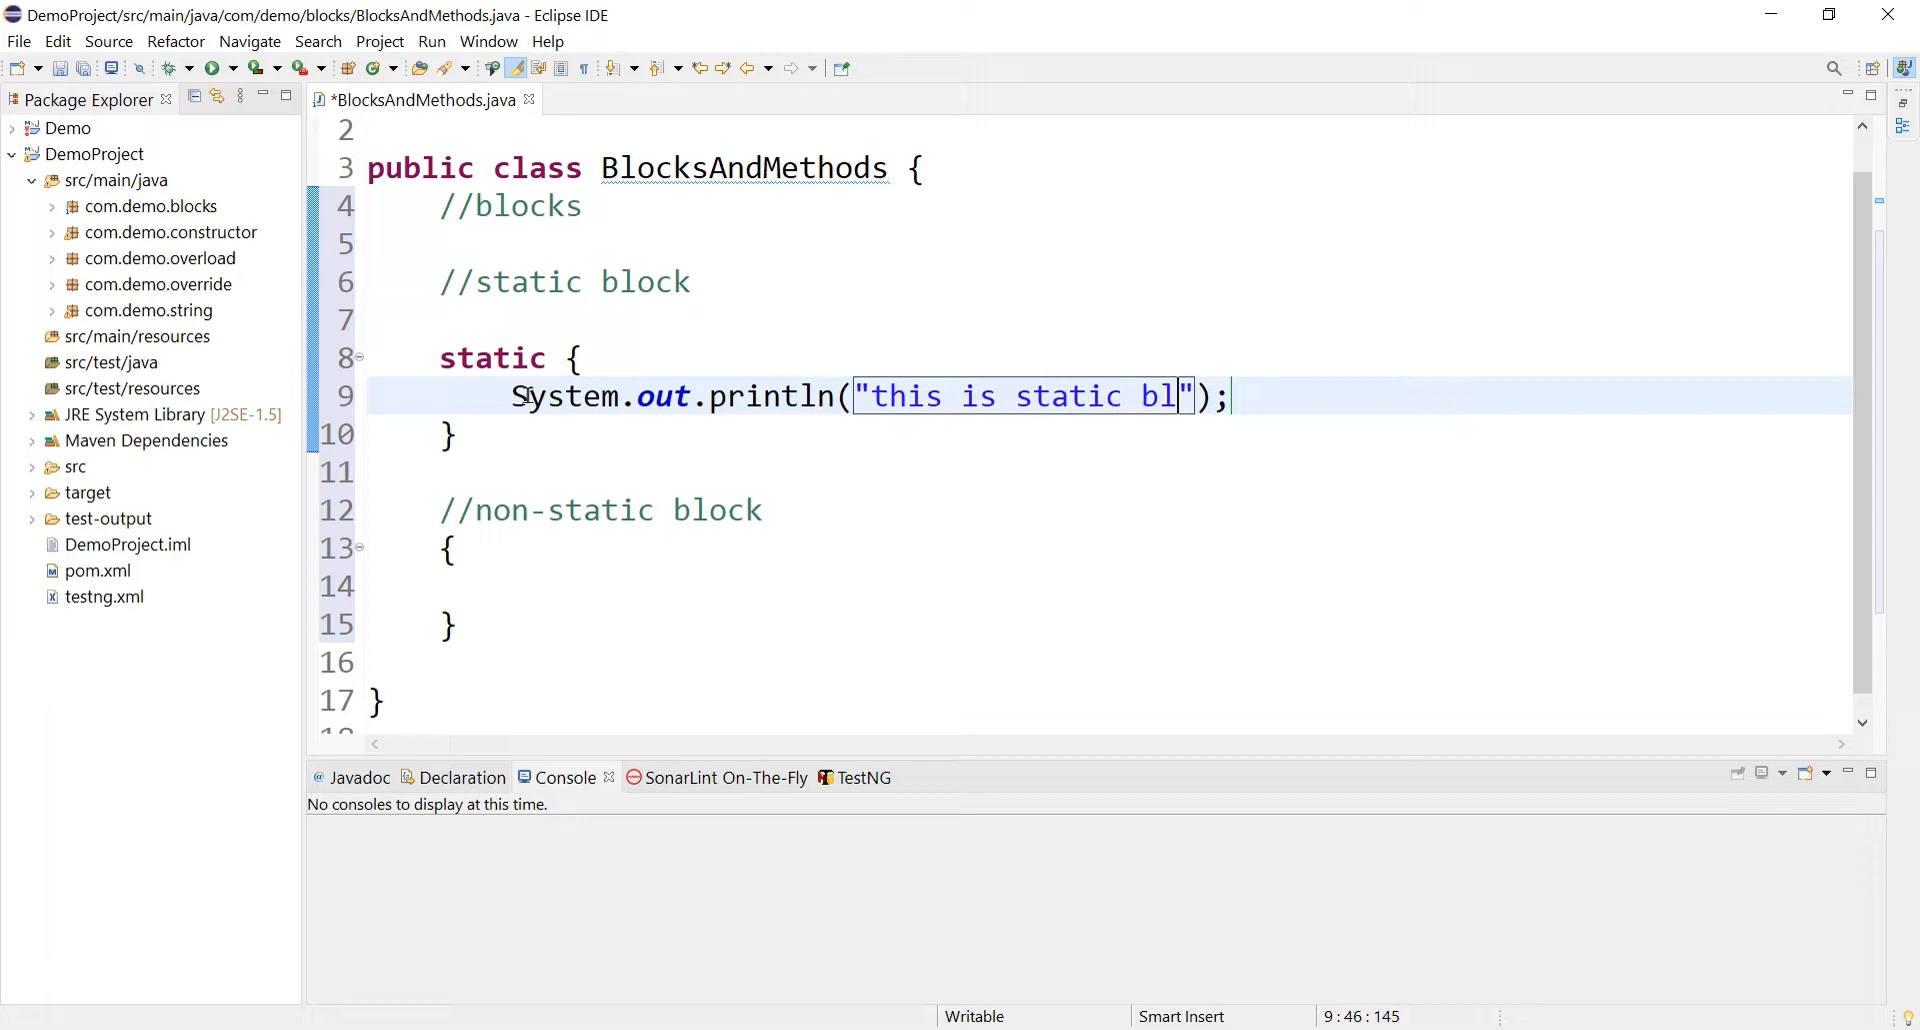 DemoProject/src/main/java/com/demo/blocks/BlocksAndMethods.java - Eclipse IDE
File Edit Source Refactor Navigate Search Project Run Window Help
Package Explorer
Demo
DemoProject
src/main/java
com.demo.blocks
com.demo.constructor
com.demo.overload
com.demo.override
com.demo.string
src/main/resources
src/test/java
src/test/resources
JRE System Library [J2SE-1.5]
Maven Dependencies
src
target
test-output
DemoProject.iml
pom.xml
testng.xml
*BlocksAndMethods.java
2
3 public class BlocksAndMethods {
4 //blocks
5
6 //static block
7
8 static {
9 System.out.println("this is static bl");
10 }
11
12 //non-static block
13 {
14
15 }
16
17 }
Javadoc Declaration Console SonarLint On-The-Fly TestNG
No consoles to display at this time.
Writable Smart Insert 9 : 46 : 145